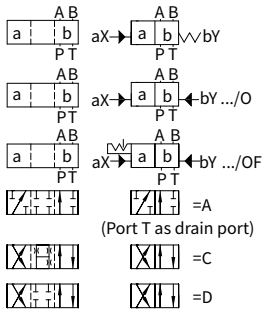 A B A B
a b aX a b bY
P T P T
A B A B
a b aX a b bY .../O
P T P T
A B A B
a b aX a b bY .../OF
P T P T
=A
(Port T as drain port)
=C
=D